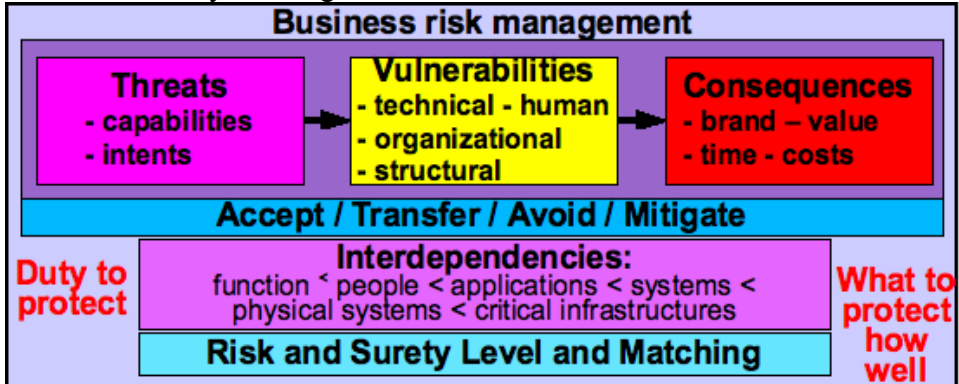 Business risk management
Threats
- capabilities
- intents
Vulnerabilities
- technical - human
- organizational
- structural
Consequences
- brand – value
- time - costs
Accept / Transfer / Avoid / Mitigate
Duty to
protect
Interdependencies:
function < people < applications < systems <
physical systems < critical infrastructures
Risk and Surety Level and Matching
What to
protect
how
well